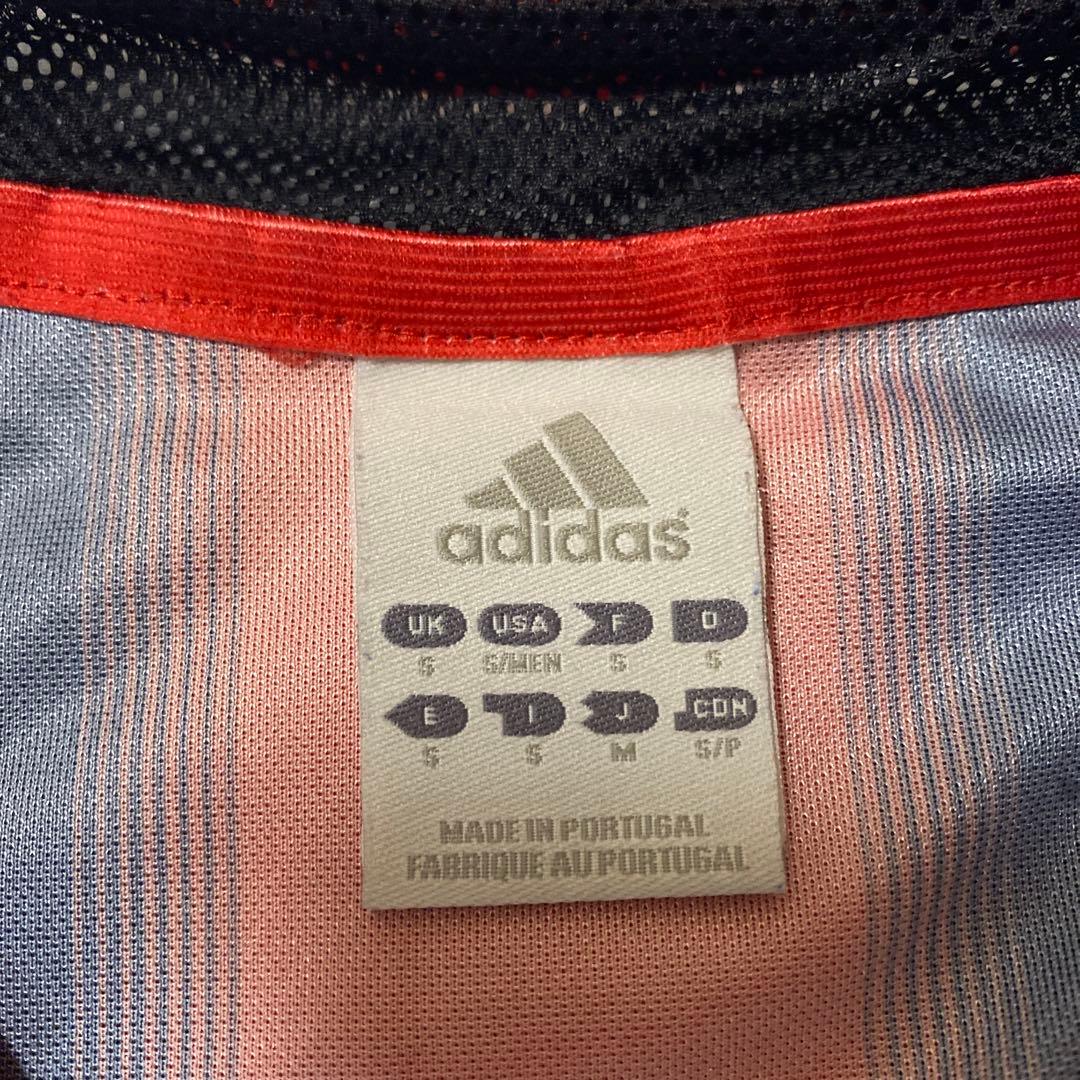 adidas®
UK USA F D
S S/MEN S S
E I J CDN
S S M S/P
MADE IN PORTUGAL
FABRIQUE AU PORTUGAL